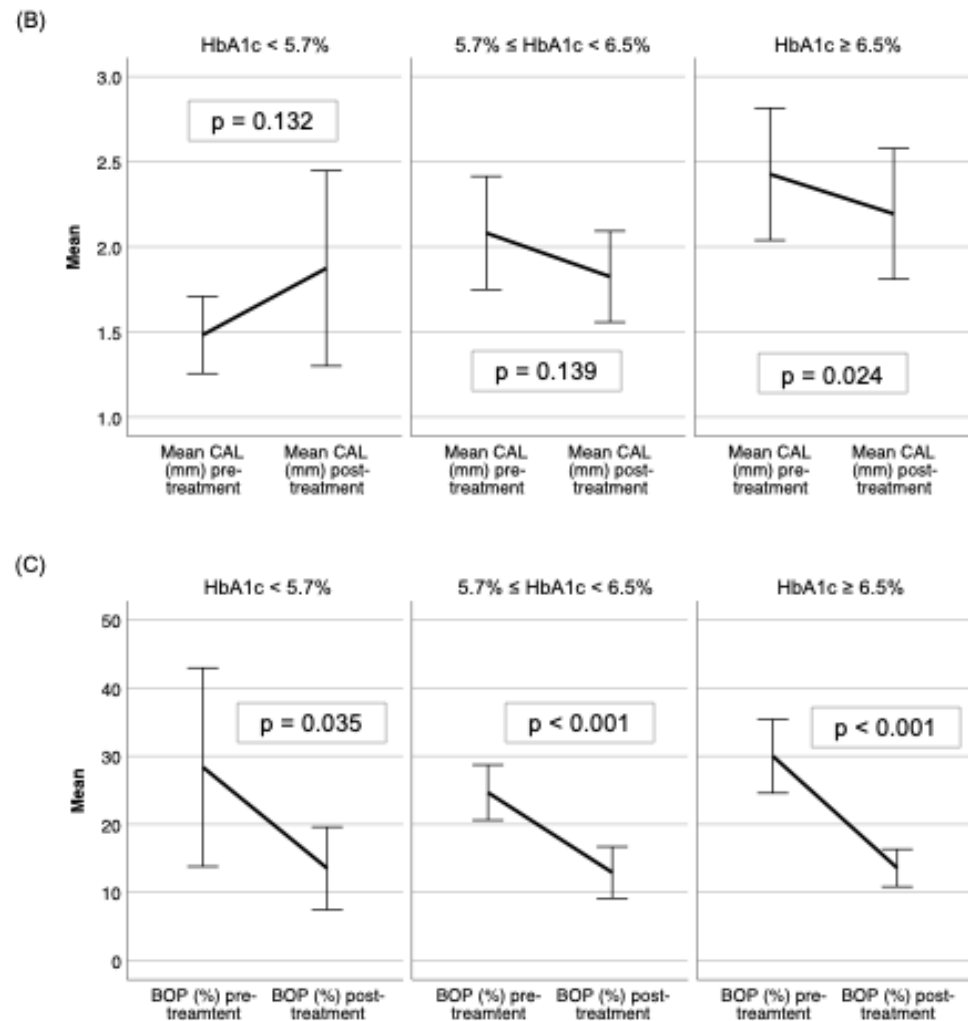 (B)
HbA1c < 5.7%
5.7% ≤ HbA1c < 6.5%
HbA1c ≥ 6.5%
3.0
2.5
2.0
1.5
1.0
Mean
p = 0.132
p = 0.139
p = 0.024
Mean CAL
(mm) pre-
treatment
Mean CAL
(mm) post-
treatment
Mean CAL
(mm) pre-
treatment
Mean CAL
(mm) post-
treatment
Mean CAL
(mm) pre-
treatment
Mean CAL
(mm) post-
treatment
(C)
HbA1c < 5.7%
5.7% ≤ HbA1c < 6.5%
HbA1c ≥ 6.5%
50
40
30
20
10
0
Mean
p = 0.035
p < 0.001
p < 0.001
BOP (%) pre-
treamtent
BOP (%) post-
treatment
BOP (%) pre-
treamtent
BOP (%) post-
treatment
BOP (%) pre-
treamtent
BOP (%) post-
treatment